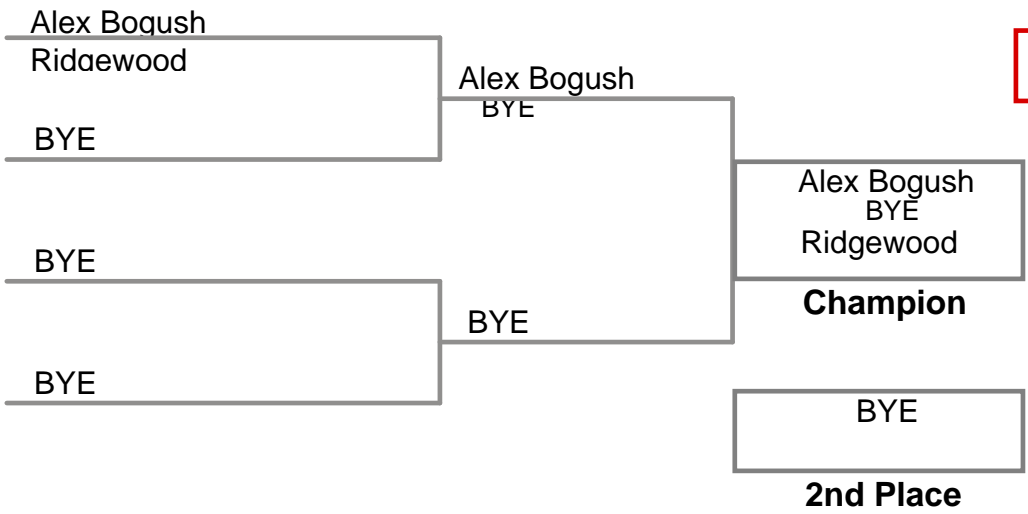 Alex Bogush
Ridgewood
BYE
BYE
BYE
Alex Bogush
BYE
BYE
Alex Bogush
BYE
Ridgewood
Champion
BYE
2nd Place